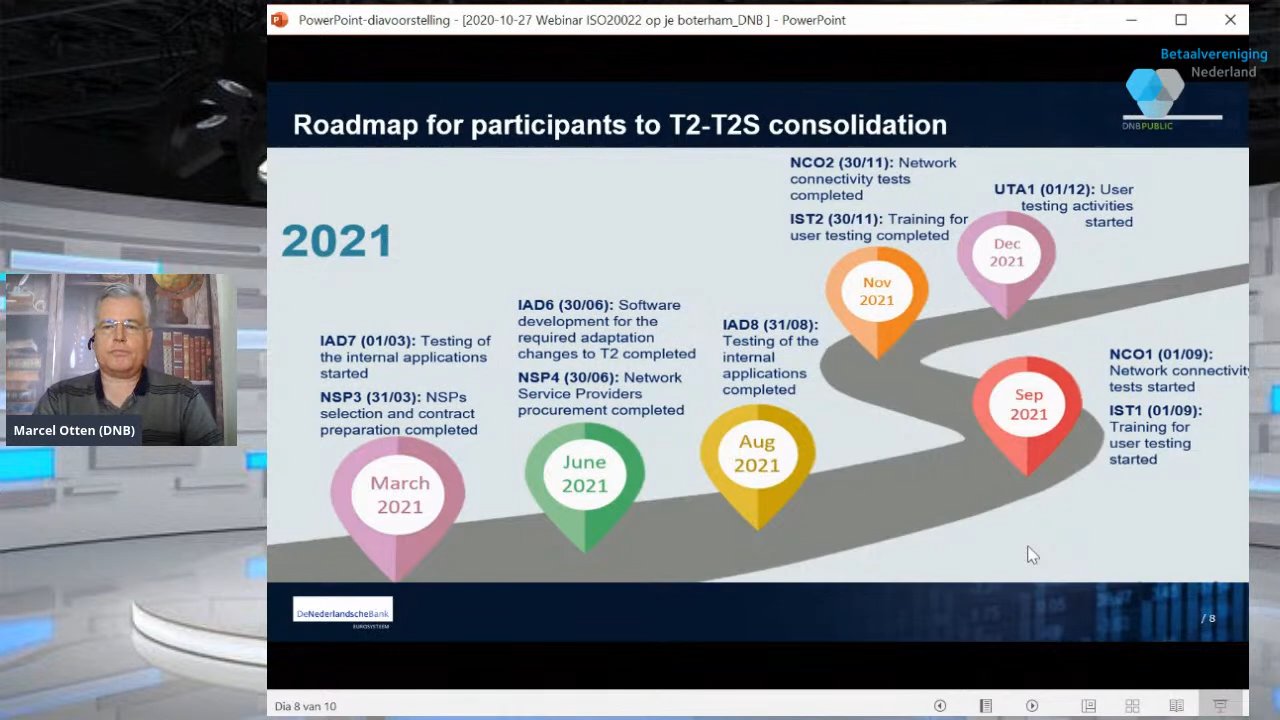 PowerPoint-diavoorstelling - [2020-10-27 Webinar ISO20022 op je boterham_DNB ] - PowerPoint
Betaalvereniging
Nederland
DNBPUBLIC
Roadmap for participants to T2-T2S consolidation
2021
IAD7 (01/03): Testing of
the internal applications
started
NSP3 (31/03): NSPs
selection and contract
preparation completed
March
2021
IAD6 (30/06): Software
development for the
required adaptation
changes to T2 completed
NSP4 (30/06): Network
Service Providers
procurement completed
June
2021
IAD8 (31/08):
Testing of the
internal
applications
completed
Aug
2021
NCO1 (01/09):
Network connectivity
tests started
IST1 (01/09):
Training for
user testing
started
Sep
2021
NCO2 (30/11): Network
connectivity tests
completed
IST2 (30/11): Training for
user testing completed
Nov
2021
UTA1 (01/12): User
testing activities
started
Dec
2021
Marcel Otten (DNB)
DeNederlandscheBank
EUROSYSTEEM
/ 8
Dia 8 van 10